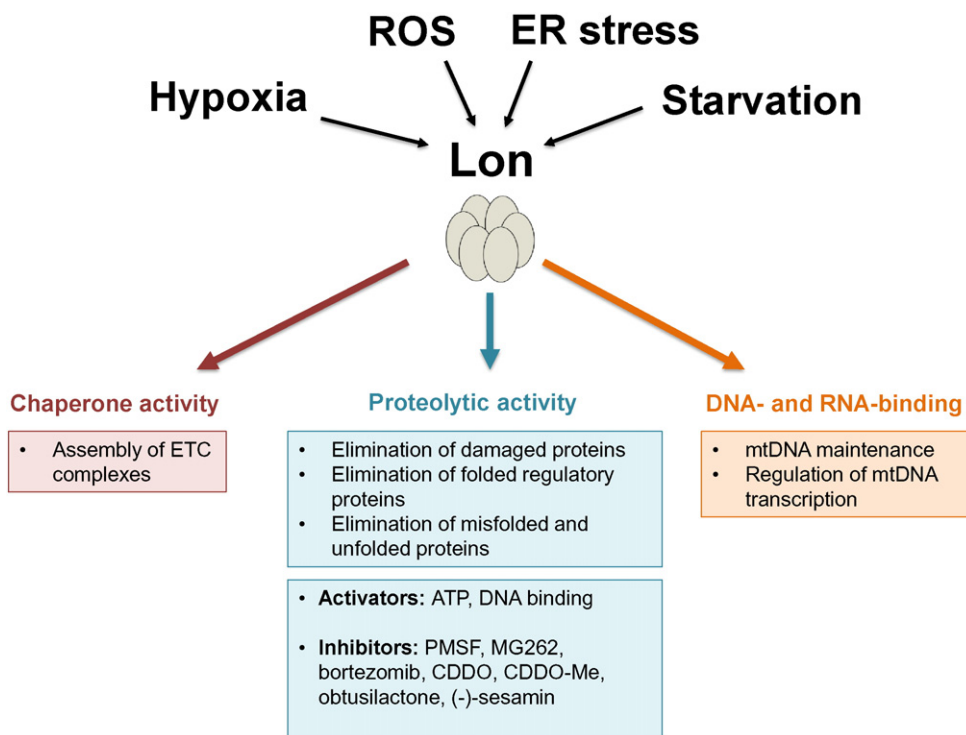 ROS ER stress
Hypoxia Starvation
Lon
Chaperone activity
• Assembly of ETC
complexes
Proteolytic activity
• Elimination of damaged proteins
• Elimination of folded regulatory
proteins
• Elimination of misfolded and
unfolded proteins
• Activators: ATP, DNA binding
• Inhibitors: PMSF, MG262,
bortezomib, CDDO, CDDO-Me,
obtusilactone, (-)-sesamin
DNA- and RNA-binding
• mtDNA maintenance
• Regulation of mtDNA
transcription